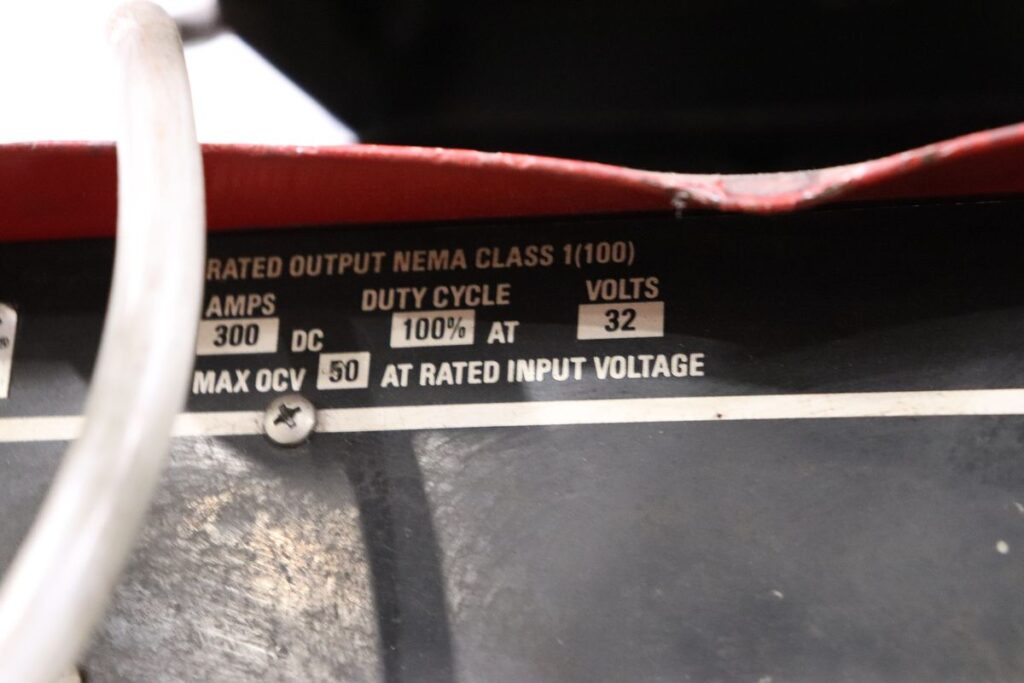 RATED OUTPUT NEMA CLASS 1(100)
AMPS DUTY CYCLE VOLTS
300 DC 100% AT 32
MAX OCV 50 AT RATED INPUT VOLTAGE
®